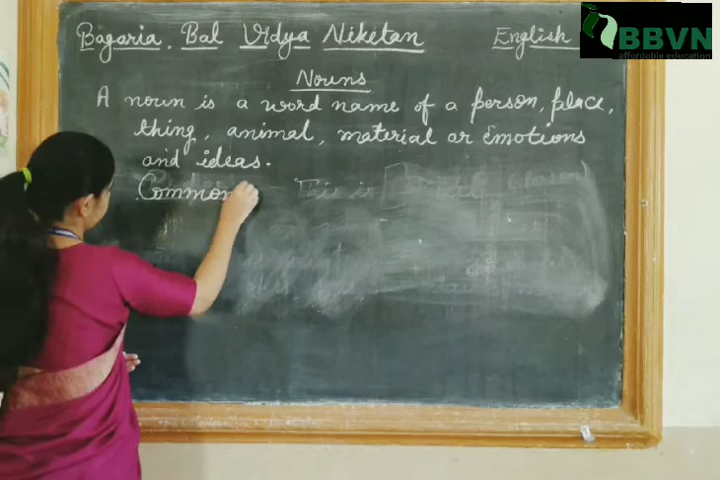 Bagaria. Bal Vidya Niketan English
BBVN
affordable education
Nouns
A noun is a word name of a person, place,
thing, animal, material or Emotions
and ideas.
Common